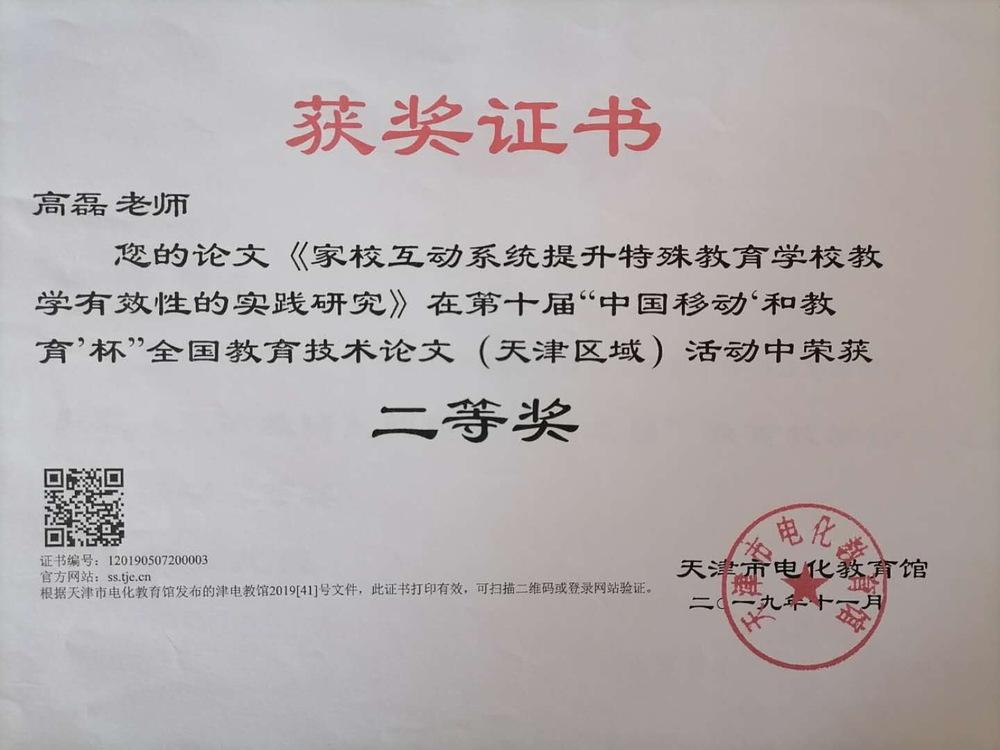 获奖证书
高磊 老师
您的论文《家校互动系统提升特殊教育学校教
学有效性的实践研究》在第十届“中国移动‘和教
育’杯”全国教育技术论文（天津区域）活动中荣获
二等奖
证书编号：120190507200003
官方网站：ss.tje.cn
根据天津市电化教育馆发布的津电教馆2019[41]号文件，此证书打印有效，可扫描二维码或登录网站验证。
天津市电化教育馆
二〇一九年十一月
天津市电化教育馆